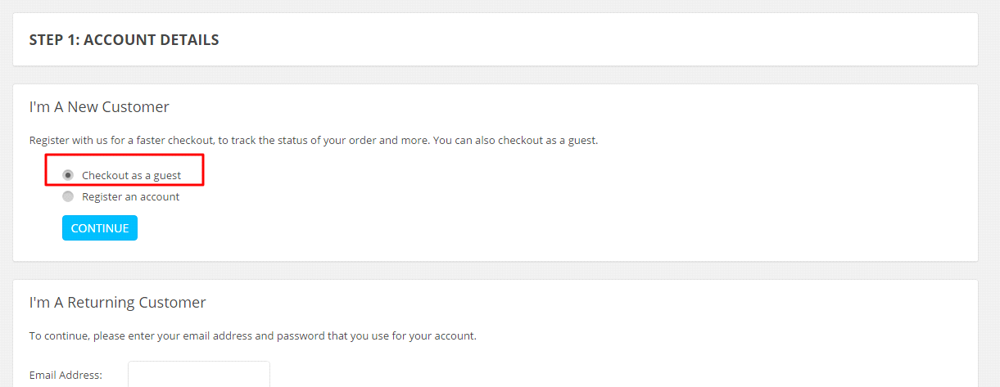 STEP 1: ACCOUNT DETAILS
I'm A New Customer
Register with us for a faster checkout, to track the status of your order and more. You can also checkout as a guest.
Checkout as a guest
Register an account
CONTINUE
I'm A Returning Customer
To continue, please enter your email address and password that you use for your account.
Email Address: